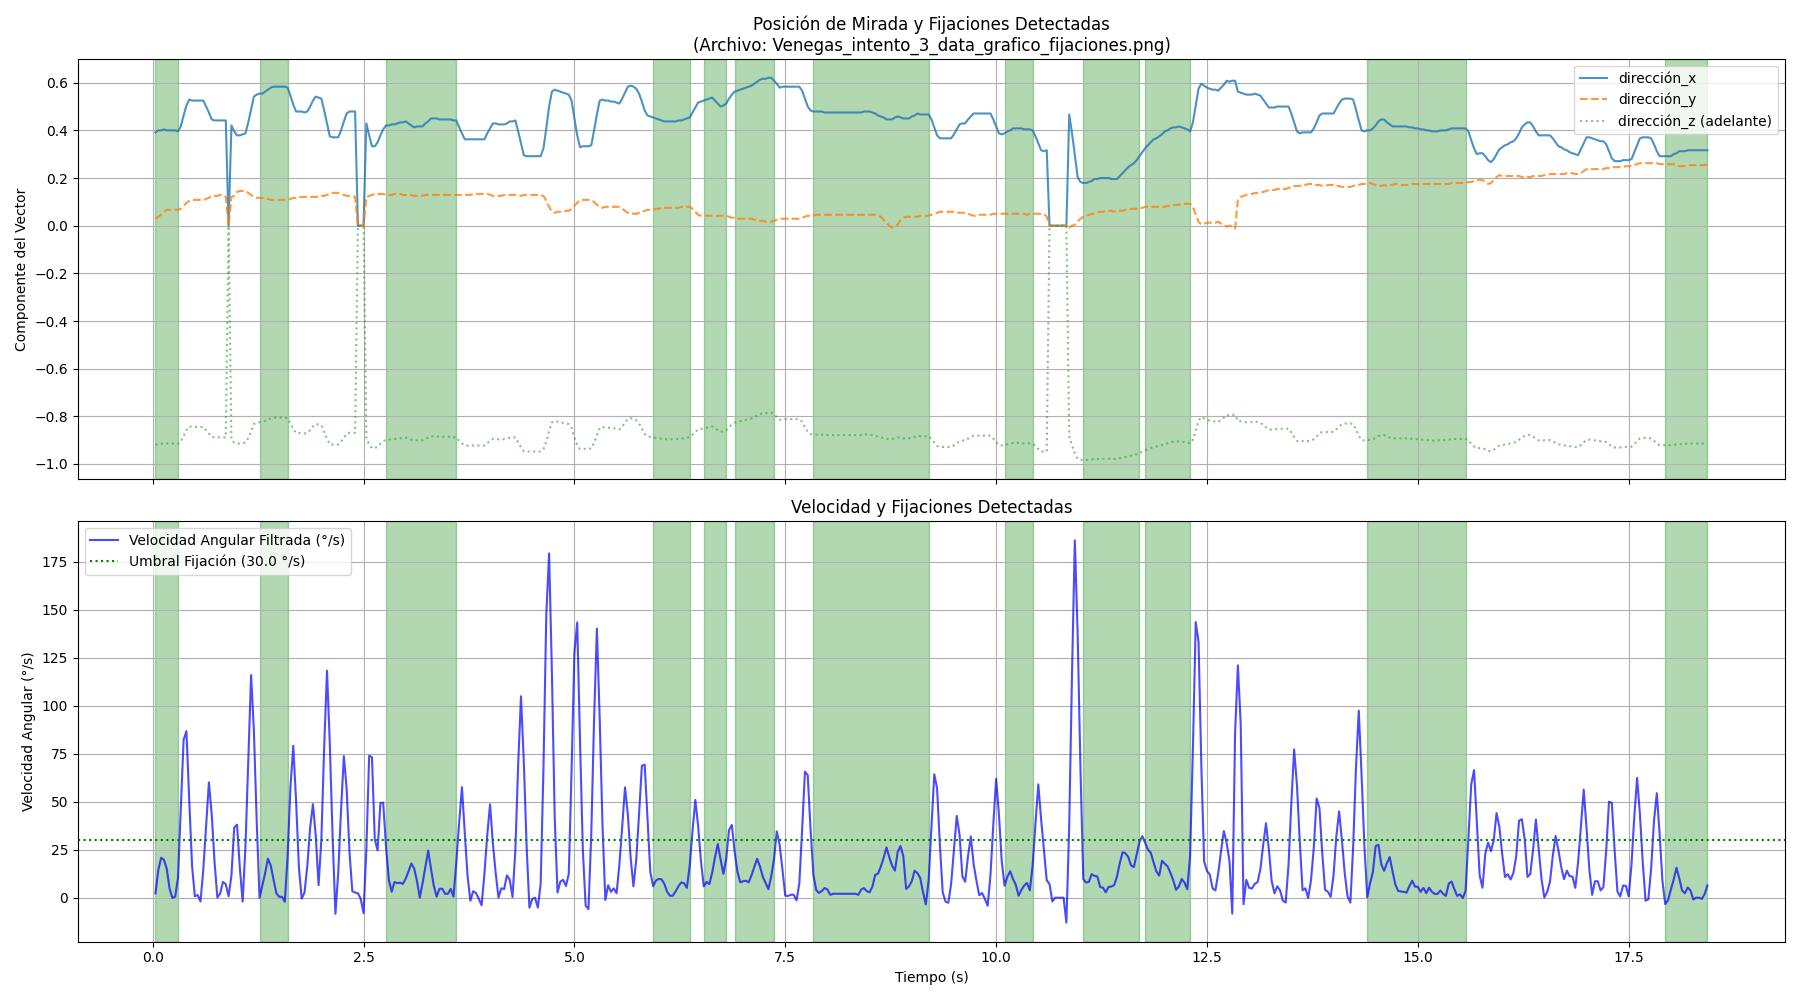 Posición de Mirada y Fijaciones Detectadas
(Archivo: Venegas_intento_3_data_grafico_fijaciones.png)
Componente del Vector
0.6
0.4
0.2
0.0
−0.2
−0.4
−0.6
−0.8
−1.0
dirección_x
dirección_y
dirección_z (adelante)
Velocidad y Fijaciones Detectadas
Velocidad Angular (°/s)
175
150
125
100
75
50
25
0
Velocidad Angular Filtrada (°/s)
Umbral Fijación (30.0 °/s)
0.0 2.5 5.0 7.5 10.0 12.5 15.0 17.5
Tiempo (s)